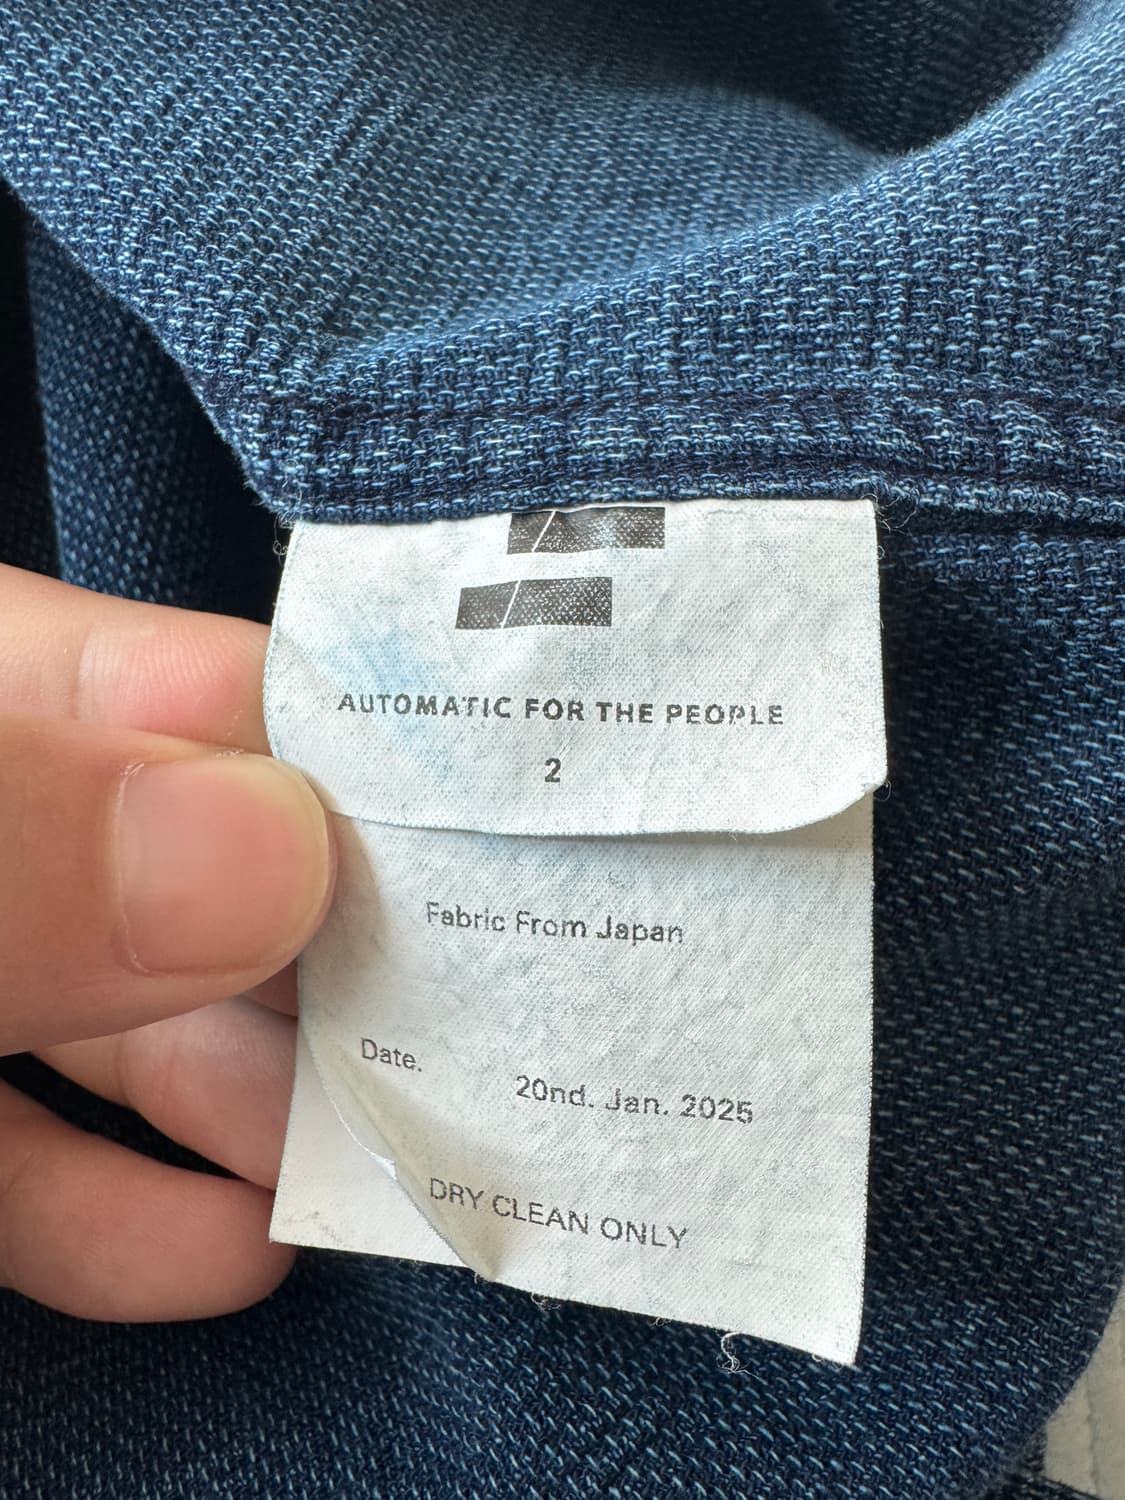 AUTOMATIC FOR THE PEOPLE
2
Fabric From Japan
Date.
20nd. Jan. 2025
DRY CLEAN ONLY